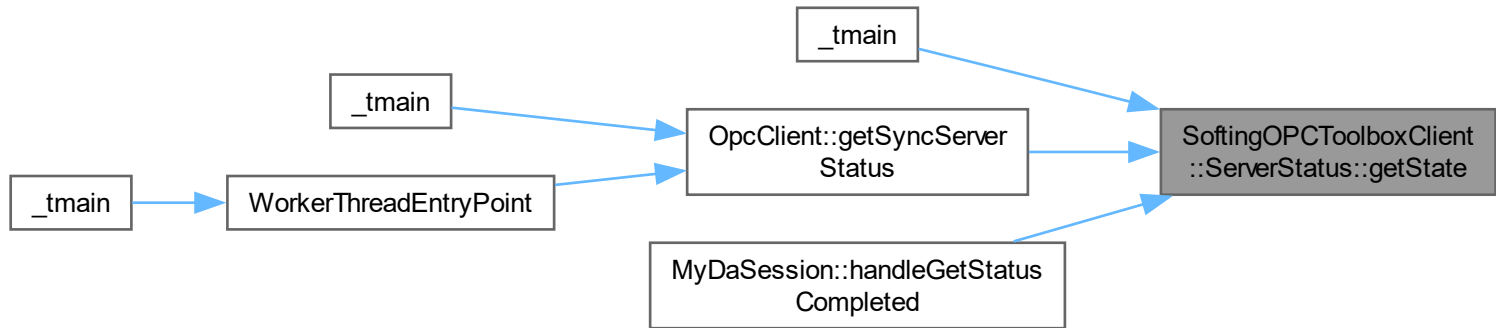 _tmain
_tmain
OpcClient::getSyncServer
Status
SoftingOPCToolboxClient
::ServerStatus::getState
_tmain
WorkerThreadEntryPoint
MyDaSession::handleGetStatus
Completed